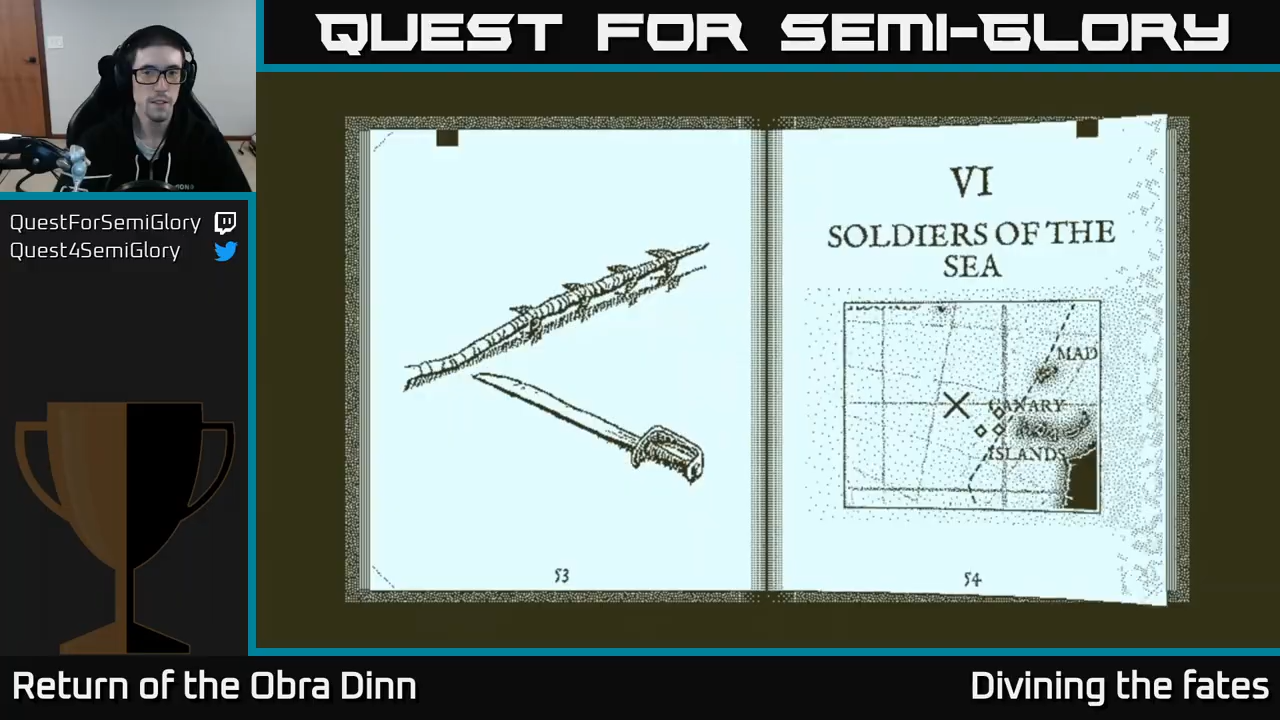 QUEST FOR SEMI-GLORY
QuestForSemiGlory
Quest4SemiGlory
VI
SOLDIERS OF THE
SEA
MAD
CANARY
ISLANDS
53
54
Return of the Obra Dinn
Divining the fates